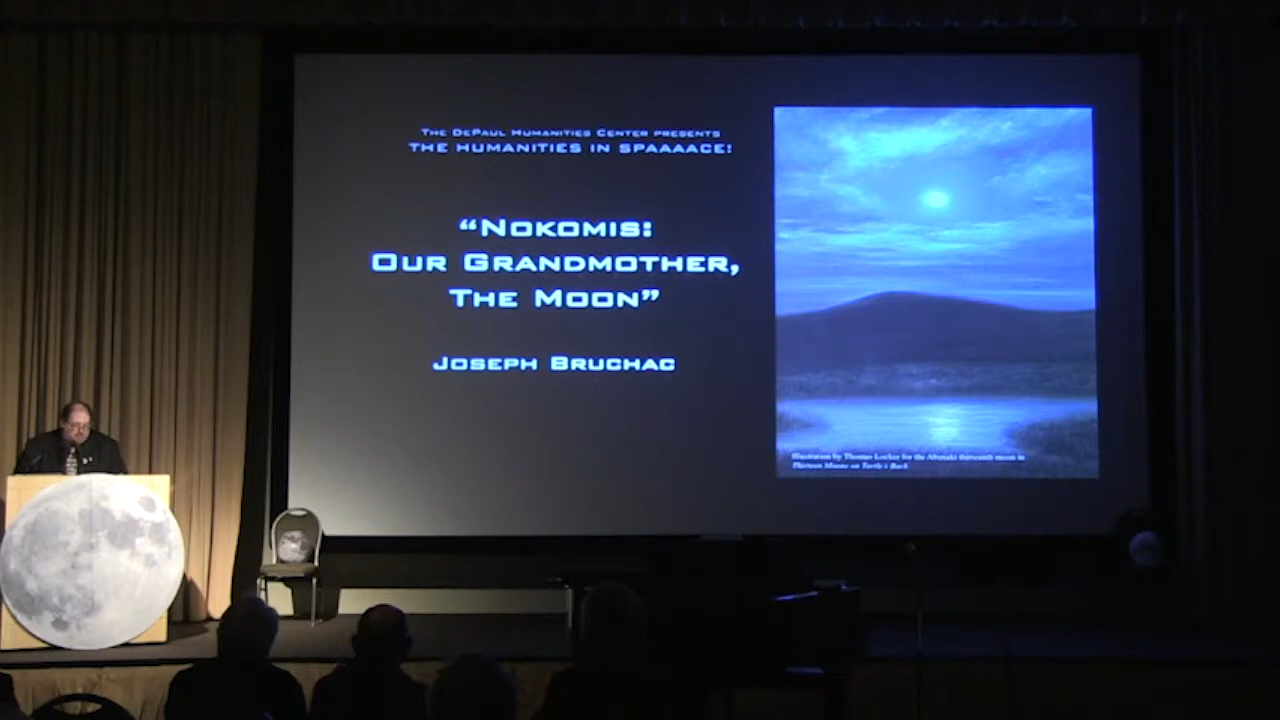 The DePaul Humanities Center presents
The Humanities in Spaaaace!
“Nokomis:
Our Grandmother,
The Moon”
Joseph Bruchac
Illustration by Thomas Locker for the Abenaki thirteenth moon in
Thirteen Moons on Turtle's Back